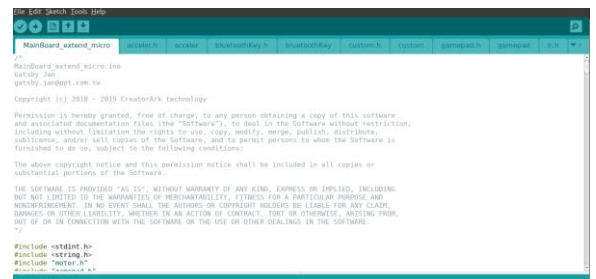 File Edit Sketch Tools Help
MainBoard_extend_micro acceler.h acceler bluetoothKey.h bluetoothKey custom.h custom gamepad.h gamepad
/*
MainBoard_extend_micro.ino
Gatsby Jan
gatsby.jan@ppt.com.tw
Copyright (c) 2018 - 2019 CreatorArk technology
Permission is hereby granted, free of charge, to any person obtaining a copy of this software
and associated documentation files (the "Software"), to deal in the Software without restriction,
including without limitation the rights to use, copy, modify, merge, publish, distribute,
sublicense, and/or sell copies of the Software, and to permit persons to whom the Software is
furnished to do so, subject to the following conditions:
The above copyright notice and this permission notice shall be included in all copies or
substantial portions of the Software.
THE SOFTWARE IS PROVIDED "AS IS", WITHOUT WARRANTY OF ANY KIND, EXPRESS OR IMPLIED, INCLUDING
BUT NOT LIMITED TO THE WARRANTIES OF MERCHANTABILITY, FITNESS FOR A PARTICULAR PURPOSE AND
NONINFRINGEMENT. IN NO EVENT SHALL THE AUTHORS OR COPYRIGHT HOLDERS BE LIABLE FOR ANY CLAIM,
DAMAGES OR OTHER LIABILITY, WHETHER IN AN ACTION OF CONTRACT, TORT OR OTHERWISE, ARISING FROM,
OUT OF OR IN CONNECTION WITH THE SOFTWARE OR THE USE OR OTHER DEALINGS IN THE SOFTWARE.
*/
#include <stdint.h>
#include <string.h>
#include "motor.h"
#include "gamepad.h"